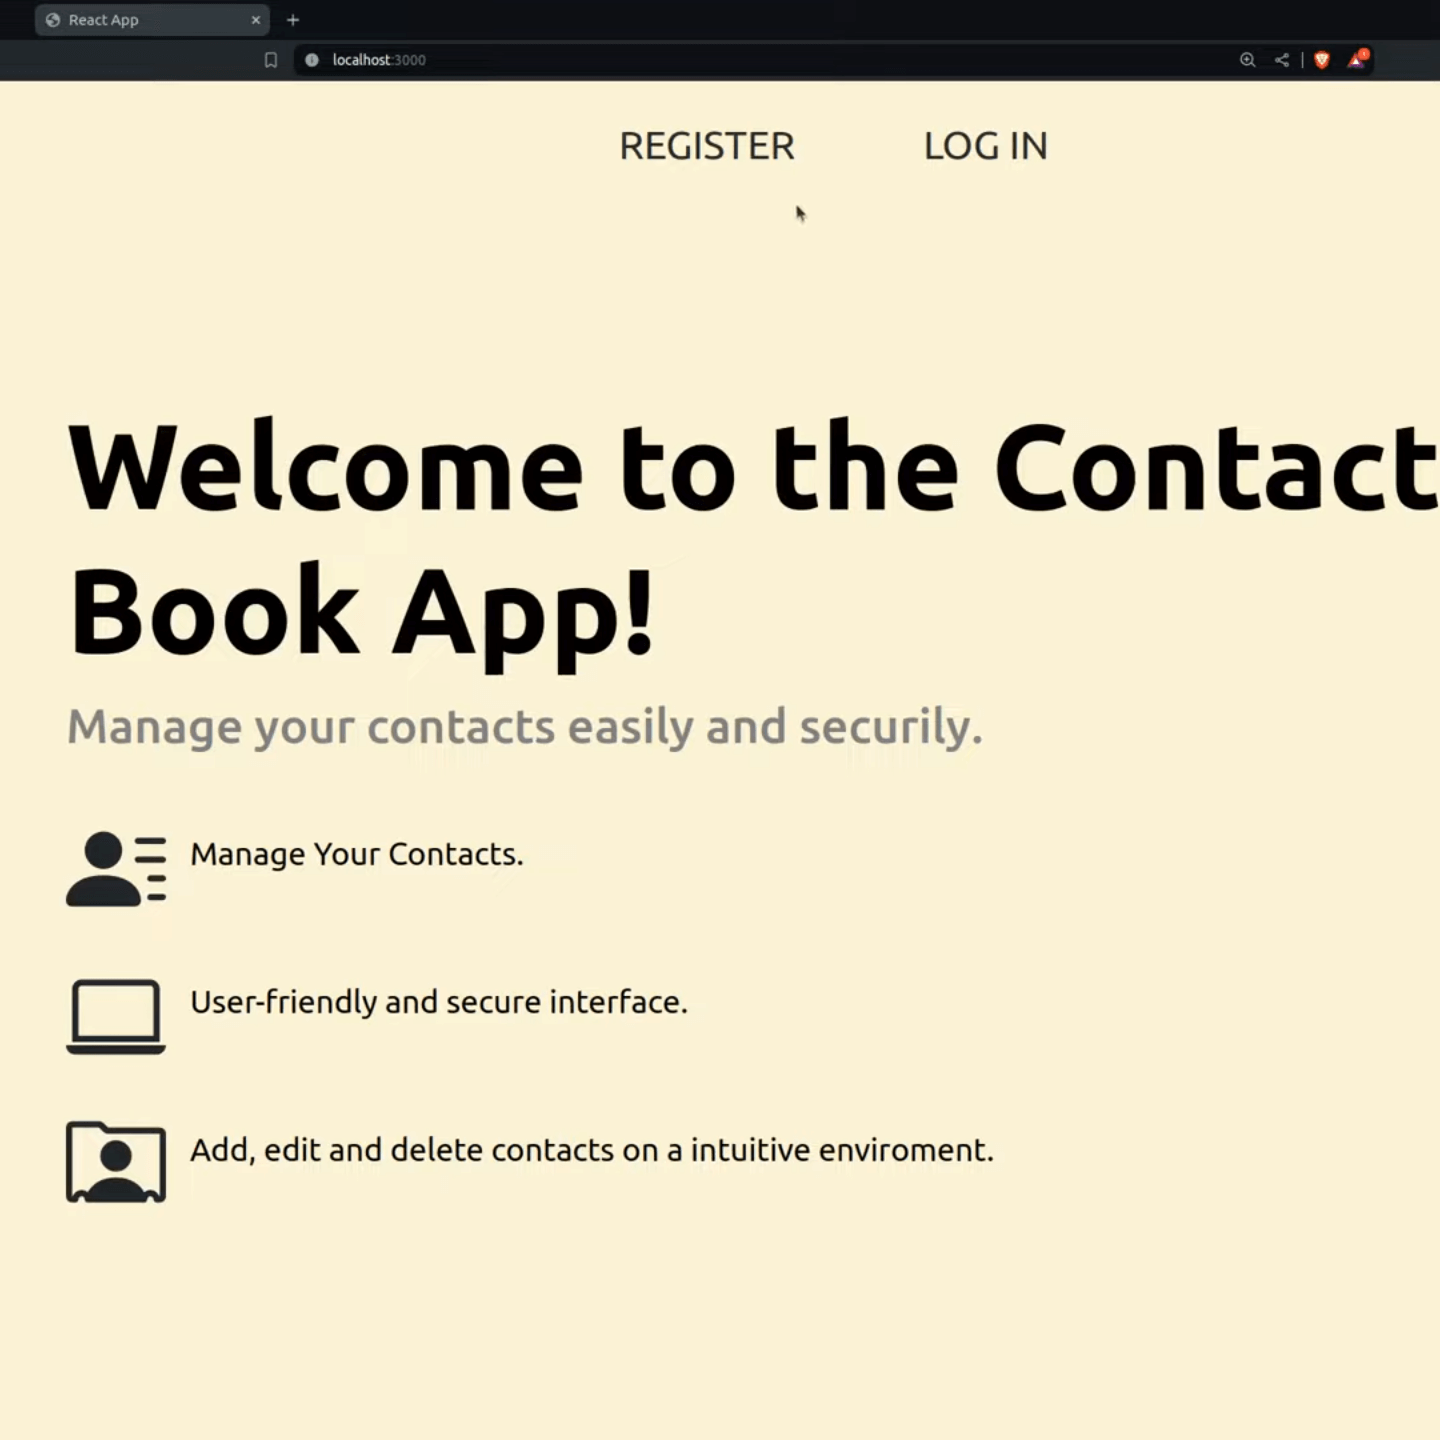 React App
localhost:3000
REGISTER LOG IN
Welcome to the Contact
Book App!
Manage your contacts easily and securily.
Manage Your Contacts.
User-friendly and secure interface.
Add, edit and delete contacts on a intuitive enviroment.